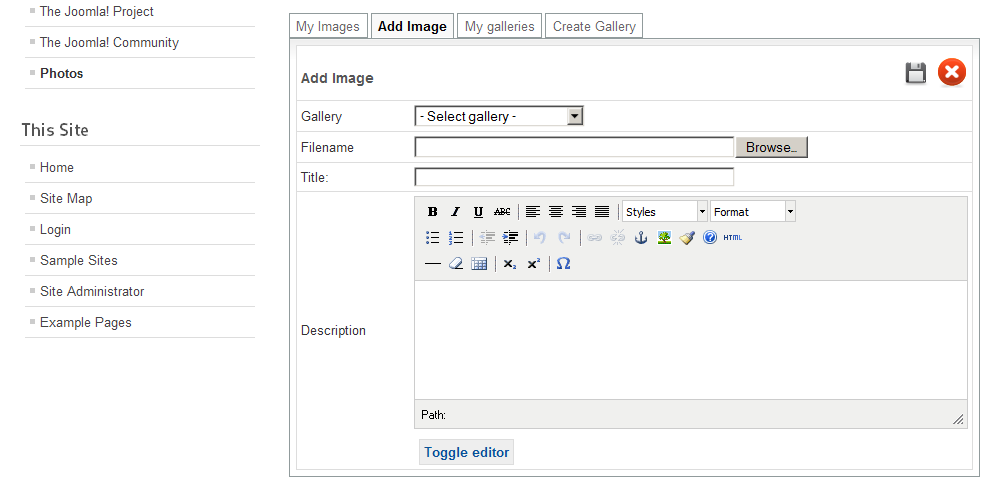 The Joomla! Project
The Joomla! Community
Photos
This Site
Home
Site Map
Login
Sample Sites
Site Administrator
Example Pages
My Images Add Image My galleries Create Gallery
Add Image
Gallery - Select gallery -
Filename Browse...
Title:
B I U ABC Styles Format
HTML
Description
Path:
Toggle editor